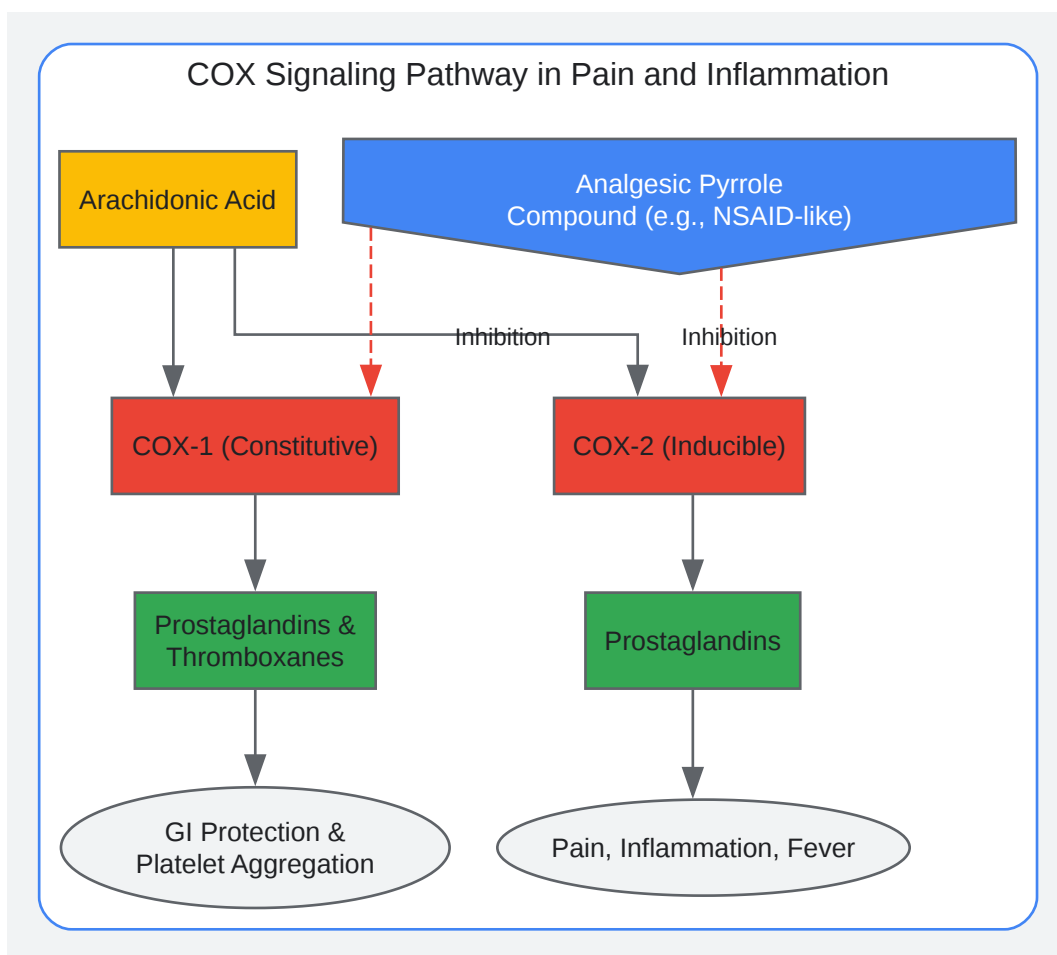 COX Signaling Pathway in Pain and Inflammation
Arachidonic Acid
Analgesic Pyrrole
Compound (e.g., NSAID-like)
Inhibition
Inhibition
COX-1 (Constitutive)
COX-2 (Inducible)
Prostaglandins &
Thromboxanes
Prostaglandins
GI Protection &
Platelet Aggregation
Pain, Inflammation, Fever